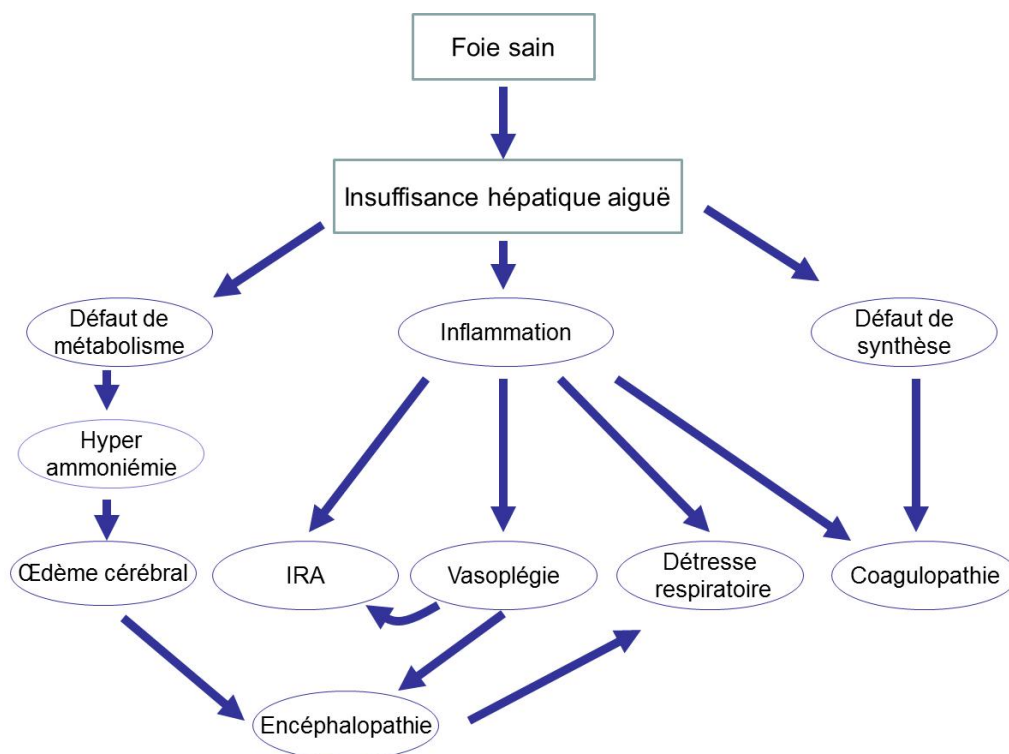 Foie sain
Insuffisance hépatique aiguë
Défaut de
métabolisme
Inflammation
Défaut de
synthèse
Hyper
ammoniémie
Œdème cérébral
IRA
Vasoplégie
Détresse
respiratoire
Coagulopathie
Encéphalopathie